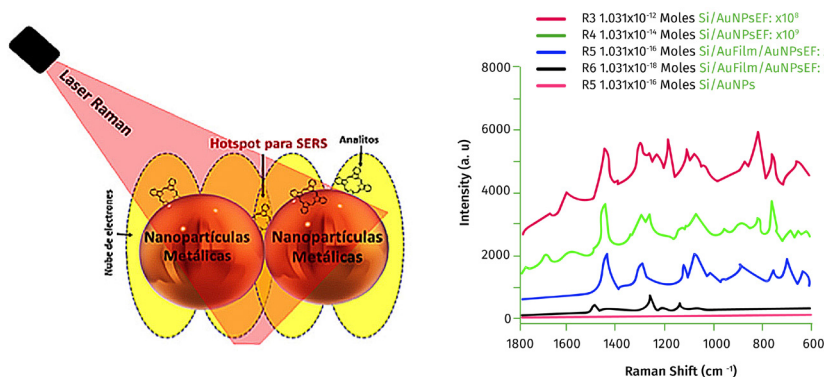 Laser Raman
Hotspot para SERS
Analitos
Nube de electrones
Nanopartículas
Metálicas
Nanopartículas
Metálicas
R3 1.031x10⁻¹² Moles Si/AuNPsEF: x10⁸
R4 1.031x10⁻¹⁴ Moles Si/AuNPsEF: x10⁹
R5 1.031x10⁻¹⁶ Moles Si/AuFilm/AuNPsEF:
R6 1.031x10⁻¹⁸ Moles Si/AuFilm/AuNPsEF:
R5 1.031x10⁻¹⁶ Moles Si/AuNPs
Intensity (a. u)
8000
6000
4000
2000
0
1800 1600 1400 1200 1000 800 600
Raman Shift (cm ⁻¹)